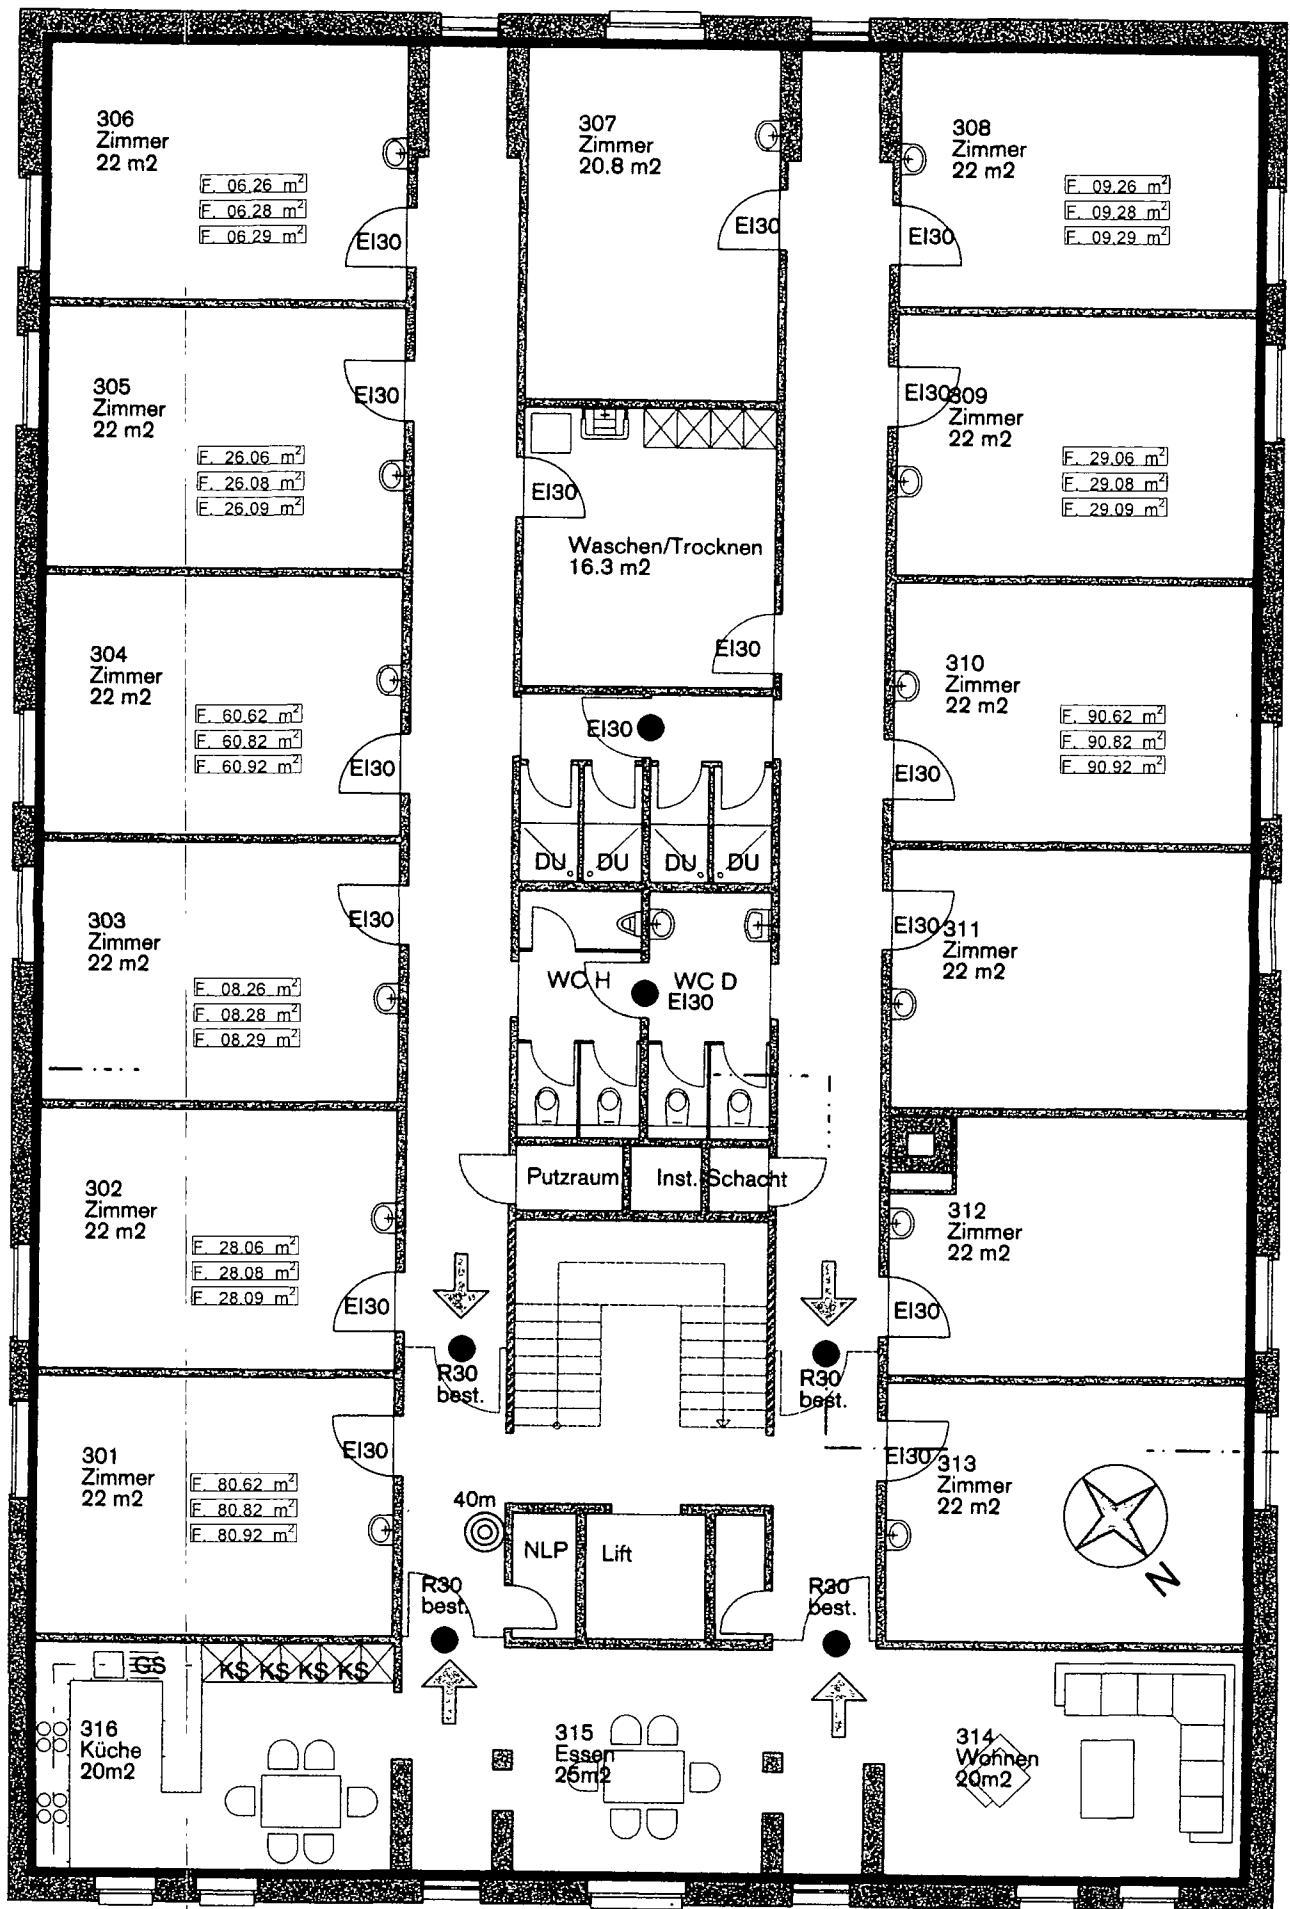 306
Zimmer
22 m2
F. 06.26 m²
F. 06.28 m²
F. 06.29 m²
EI30
307
Zimmer
20.8 m2
EI30
308
Zimmer
22 m2
F. 09.26 m²
F. 09.28 m²
F. 09.29 m²
EI30
305
Zimmer
22 m2
F. 26.06 m²
F. 26.08 m²
F. 26.09 m²
EI30
EI30
Waschen/Trocknen
16.3 m2
EI30
EI30
309
Zimmer
22 m2
F. 29.06 m²
F. 29.08 m²
F. 29.09 m²
304
Zimmer
22 m2
F. 60.62 m²
F. 60.82 m²
F. 60.92 m²
EI30
EI30
310
Zimmer
22 m2
F. 90.62 m²
F. 90.82 m²
F. 90.92 m²
EI30
DU
DU
DU
DU
303
Zimmer
22 m2
F. 08.26 m²
F. 08.28 m²
F. 08.29 m²
EI30
WC H
WC D
EI30
EI30
311
Zimmer
22 m2
302
Zimmer
22 m2
F. 28.06 m²
F. 28.08 m²
F. 28.09 m²
EI30
Putzraum
Inst. Schacht
312
Zimmer
22 m2
EI30
R30
best.
R30
best.
301
Zimmer
22 m2
F. 80.62 m²
F. 80.82 m²
F. 80.92 m²
EI30
40m
NLP
Lift
EI30
313
Zimmer
22 m2
N
R30
best.
R30
best.
GS
KS
KS
KS
KS
316
Küche
20m2
315
Essen
25m2
314
Wohnen
20m2